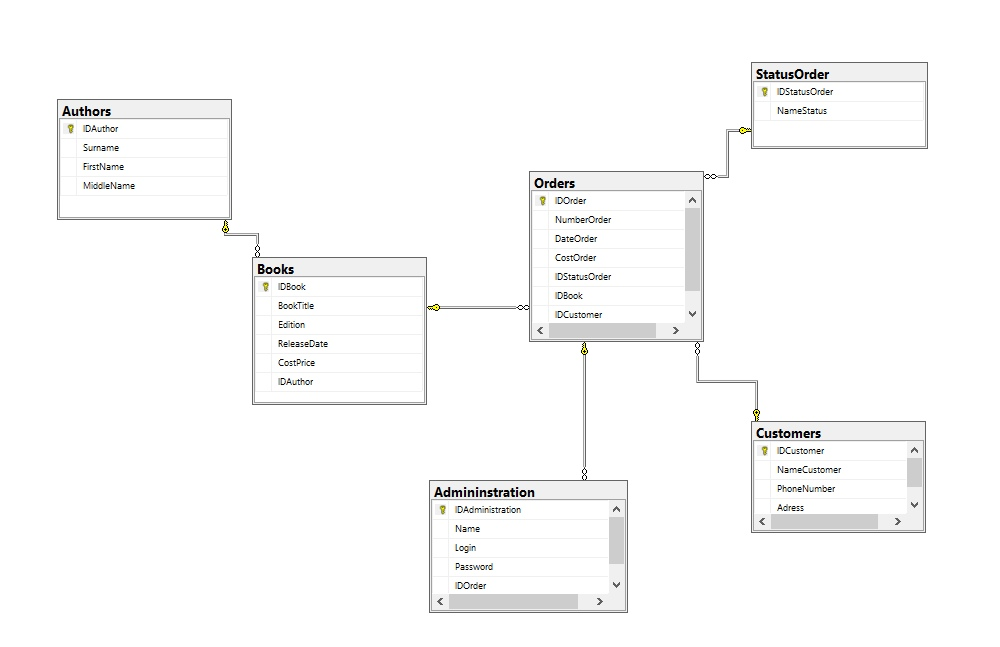 Authors
IDAuthor
Surname
FirstName
MiddleName
StatusOrder
IDStatusOrder
NameStatus
Orders
IDOrder
NumberOrder
DateOrder
CostOrder
IDStatusOrder
IDBook
IDCustomer
Books
IDBook
BookTitle
Edition
ReleaseDate
CostPrice
IDAuthor
Customers
IDCustomer
NameCustomer
PhoneNumber
Adress
Admininstration
IDAdministration
Name
Login
Password
IDOrder